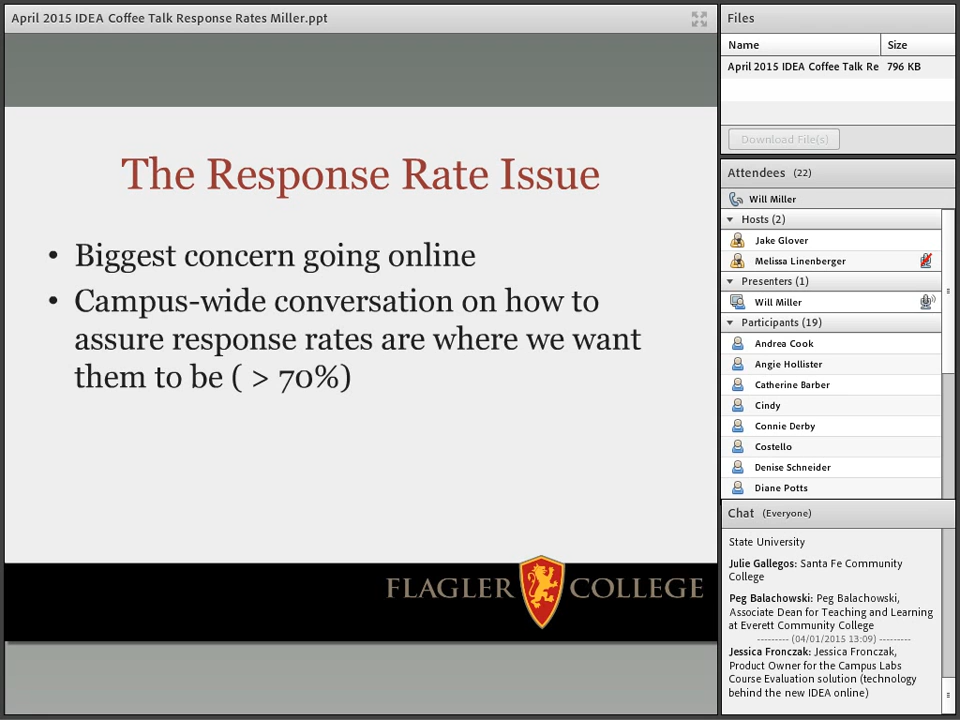 April 2015 IDEA Coffee Talk Response Rates Miller.ppt
The Response Rate Issue
• Biggest concern going online
• Campus-wide conversation on how to
assure response rates are where we want
them to be ( > 70%)
FLAGLER COLLEGE
Files
Name Size
April 2015 IDEA Coffee Talk Re 796 KB
Download File(s)
Attendees (22)
Will Miller
Hosts (2)
Jake Glover
Melissa Linenberger
Presenters (1)
Will Miller
Participants (19)
Andrea Cook
Angie Hollister
Catherine Barber
Cindy
Connie Derby
Costello
Denise Schneider
Diane Potts
Chat (Everyone)
State University
Julie Gallegos: Santa Fe Community
College
Peg Balachowski: Peg Balachowski,
Associate Dean for Teaching and Learning
at Everett Community College
--------- (04/01/2015 13:09) ---------
Jessica Fronczak: Jessica Fronczak,
Product Owner for the Campus Labs
Course Evaluation solution (technology
behind the new IDEA online)